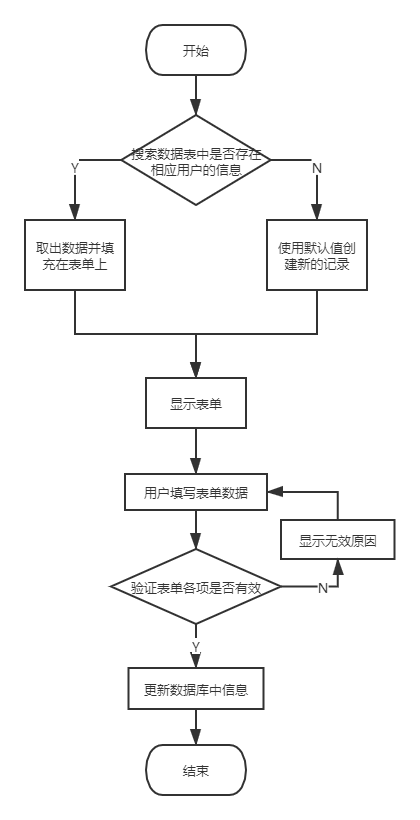 开始
搜索数据表中是否存在
相应用户的信息
Y
N
取出数据并填
充在表单上
使用默认值创
建新的记录
显示表单
用户填写表单数据
显示无效原因
验证表单各项是否有效
N
Y
更新数据库中信息
结束